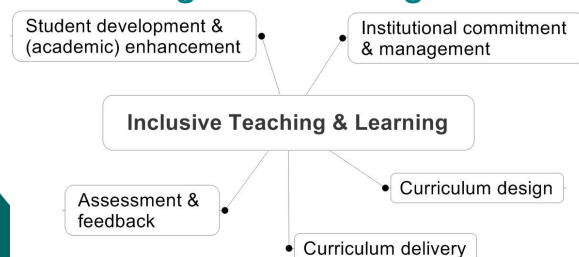 Student development &
(academic) enhancement
Institutional commitment
& management
Inclusive Teaching & Learning
Assessment &
feedback
Curriculum design
Curriculum delivery